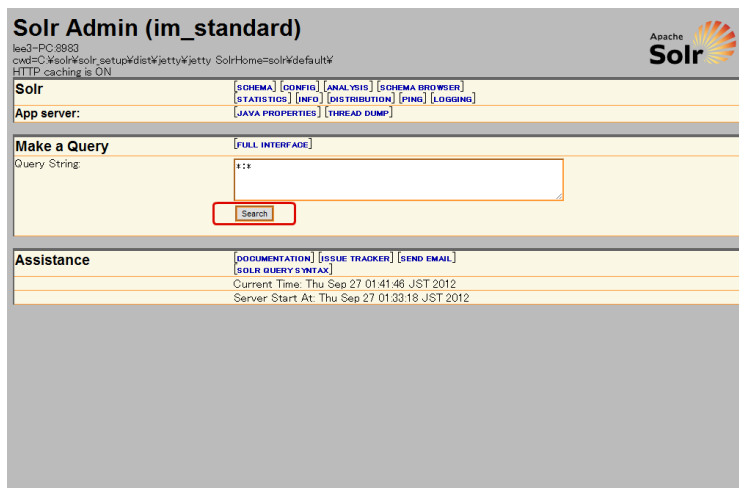 Solr Admin (im_standard)
lee3-PC:8983
cwd=C:¥solr¥solr_setup¥dist¥jetty¥jetty SolrHome=solr¥default¥
HTTP caching is ON
Apache
Solr
Solr
[SCHEMA] [CONFIG] [ANALYSIS] [SCHEMA BROWSER]
[STATISTICS] [INFO] [DISTRIBUTION] [PING] [LOGGING]
App server:
[JAVA PROPERTIES] [THREAD DUMP]
Make a Query
[FULL INTERFACE]
Query String:
*:*
Search
Assistance
[DOCUMENTATION] [ISSUE TRACKER] [SEND EMAIL]
[SOLR QUERY SYNTAX]
Current Time: Thu Sep 27 01:41:46 JST 2012
Server Start At: Thu Sep 27 01:33:18 JST 2012